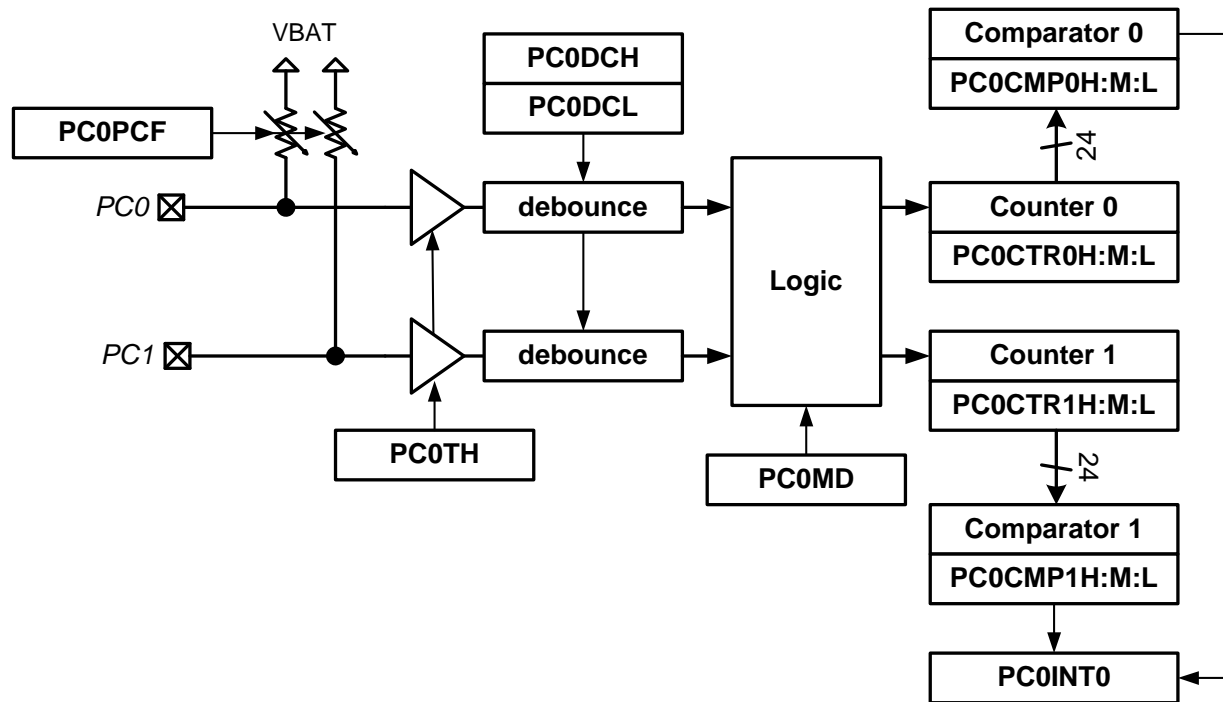 VBAT
PC0PCF
PC0
PC1
PC0DCH
PC0DCL
debounce
debounce
PC0TH
Logic
PC0MD
Comparator 0
PC0CMP0H:M:L
24
Counter 0
PC0CTR0H:M:L
Counter 1
PC0CTR1H:M:L
24
Comparator 1
PC0CMP1H:M:L
PC0INT0